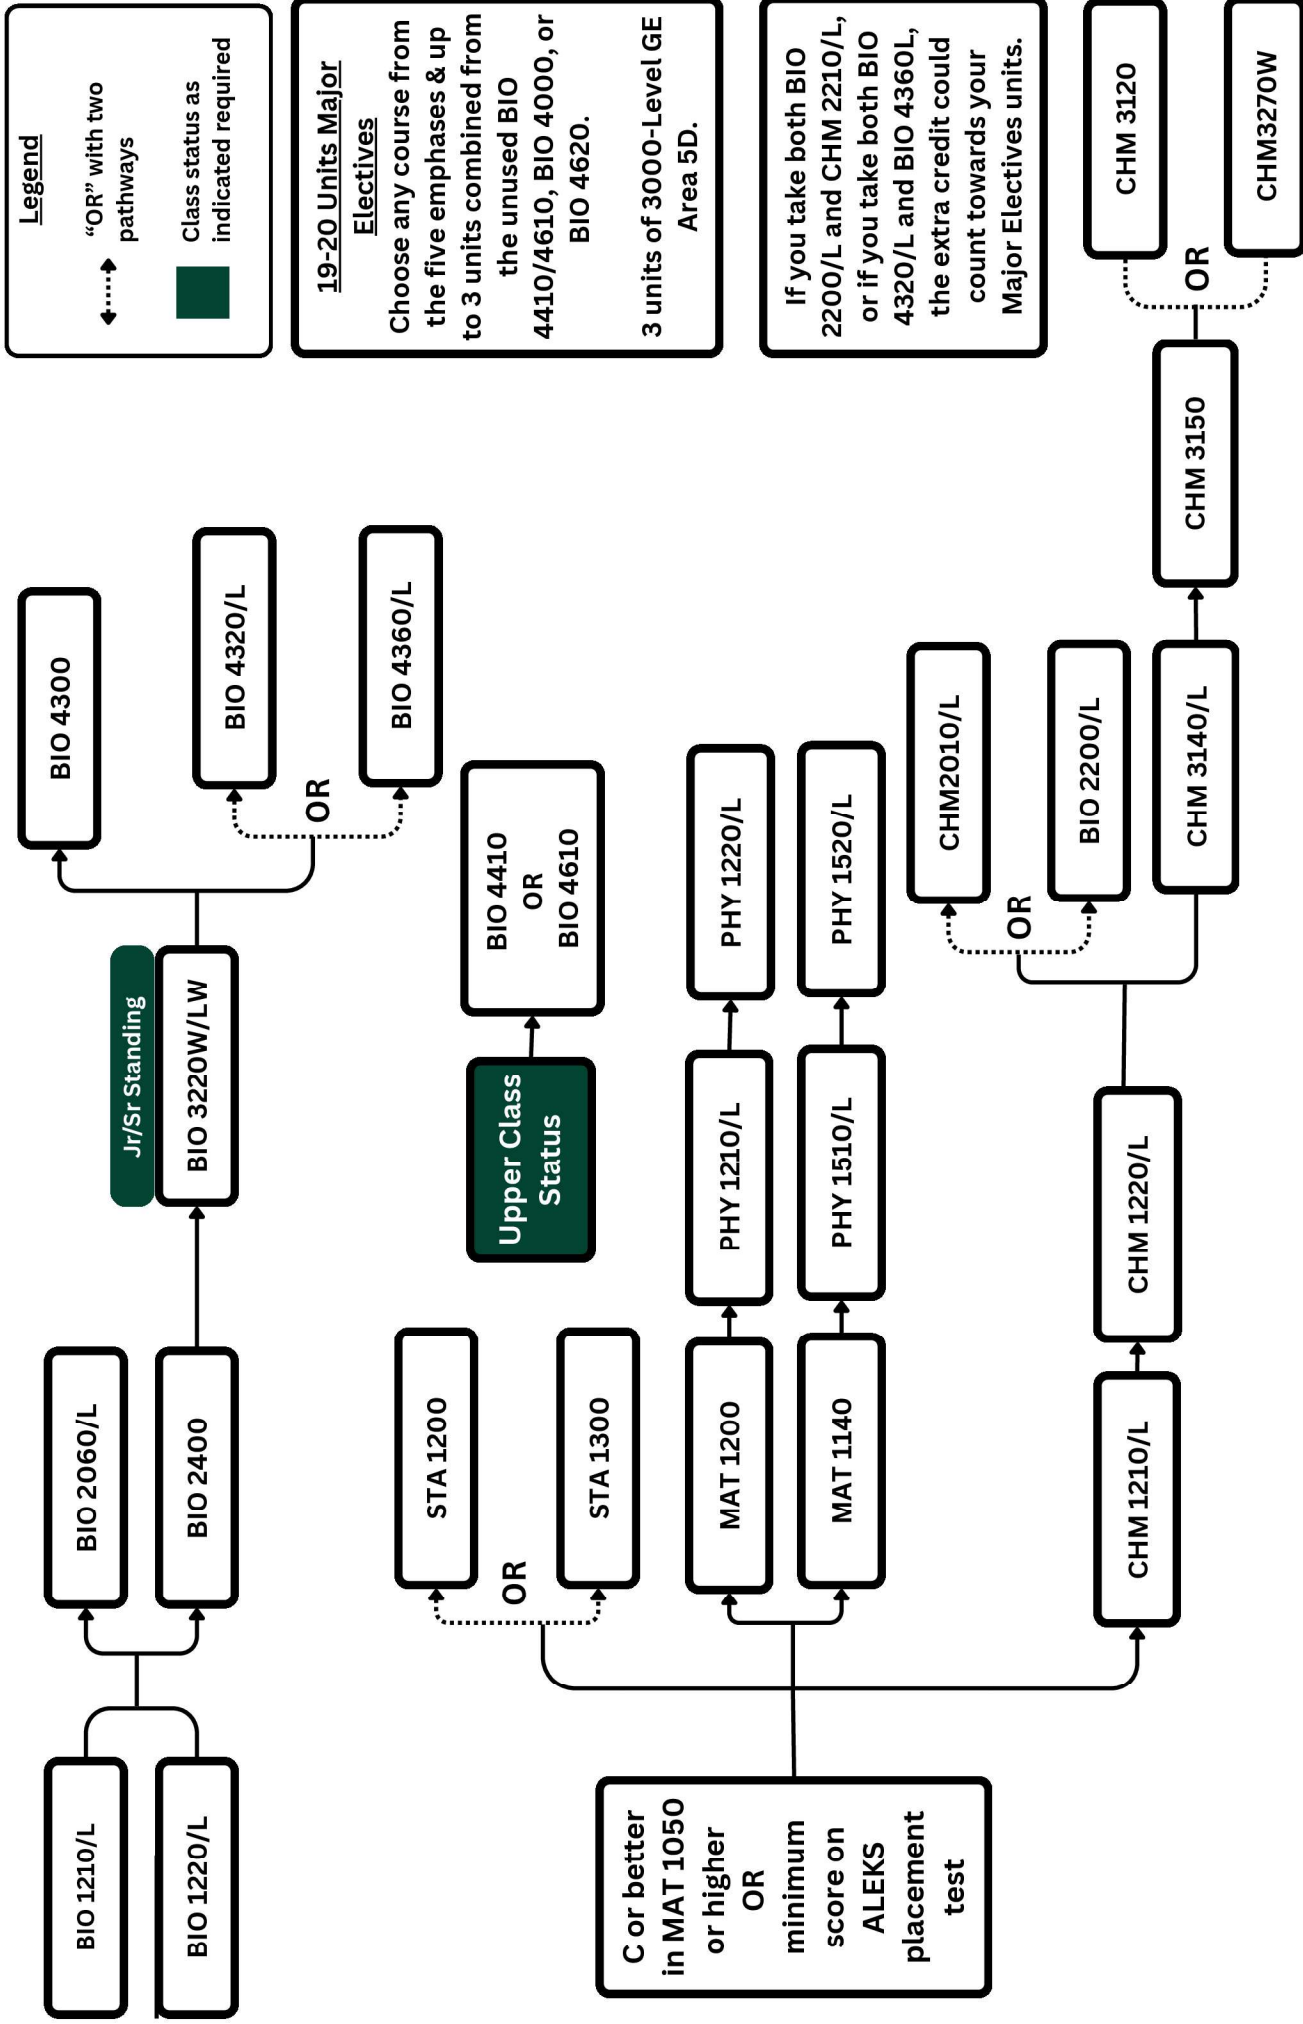 Legend
“OR” with two
pathways
Class status as
indicated required
19-20 Units Major
Electives
Choose any course from
the five emphases & up
to 3 units combined from
the unused BIO
4410/4610, BIO 4000, or
BIO 4620.
3 units of 3000-Level GE
Area 5D.
If you take both BIO
2200/L and CHM 2210/L,
or if you take both BIO
4320/L and BIO 4360L,
the extra credit could
count towards your
Major Electives units.
BIO 1210/L
BIO 1220/L
BIO 2060/L
BIO 2400
Jr/Sr Standing
BIO 3220W/LW
BIO 4300
BIO 4320/L
OR
BIO 4360/L
Upper Class
Status
BIO 4410
OR
BIO 4610
C or better
in MAT 1050
or higher
OR
minimum
score on
ALEKS
placement
test
STA 1200
OR
STA 1300
MAT 1200
PHY 1210/L
PHY 1220/L
MAT 1140
PHY 1510/L
PHY 1520/L
CHM 1210/L
CHM 1220/L
CHM2010/L
OR
BIO 2200/L
CHM 3140/L
CHM 3150
CHM 3120
OR
CHM3270W